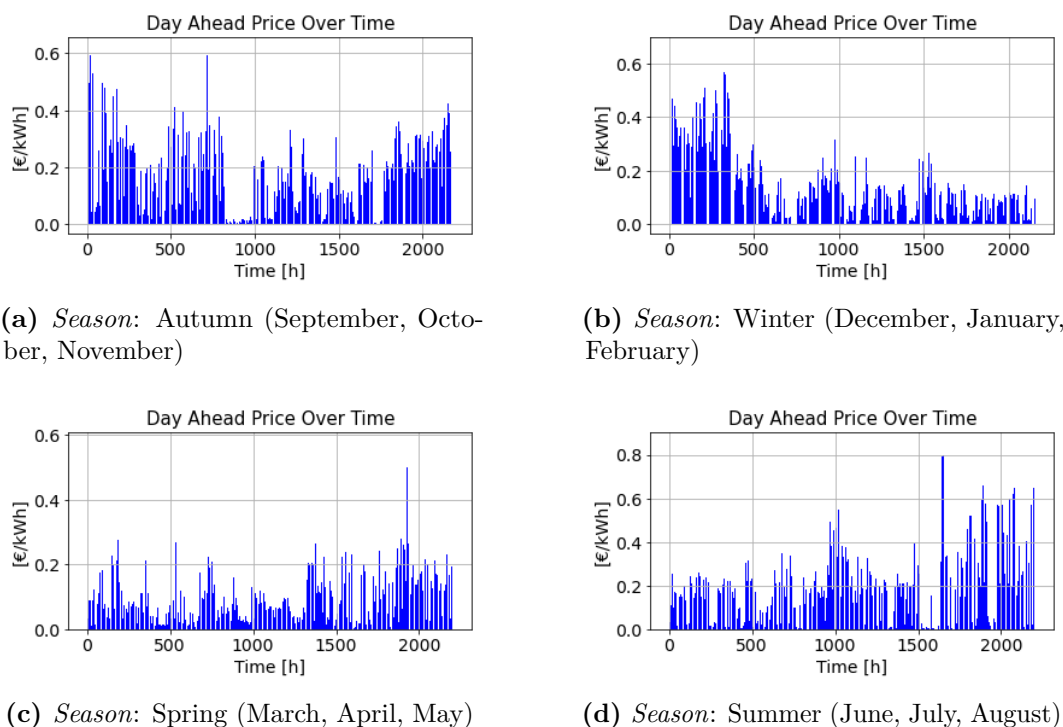 Day Ahead Price Over Time
[€/kWh]
0.6
0.4
0.2
0.0
0 500 1000 1500 2000
Time [h]
(a) Season: Autumn (September, Octo-
ber, November)
Day Ahead Price Over Time
[€/kWh]
0.6
0.4
0.2
0.0
0 500 1000 1500 2000
Time [h]
(b) Season: Winter (December, January,
February)
Day Ahead Price Over Time
[€/kWh]
0.6
0.4
0.2
0.0
0 500 1000 1500 2000
Time [h]
(c) Season: Spring (March, April, May)
Day Ahead Price Over Time
[€/kWh]
0.8
0.6
0.4
0.2
0.0
0 500 1000 1500 2000
Time [h]
(d) Season: Summer (June, July, August)